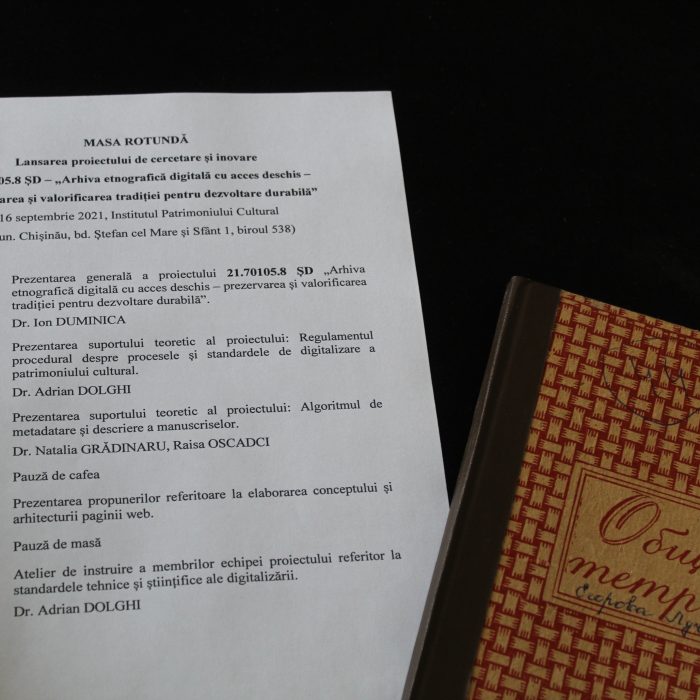 MASA ROTUNDĂ
Lansarea proiectului de cercetare și inovare
05.8 ȘD – „Arhiva etnografică digitală cu acces deschis –
area și valorificarea tradiției pentru dezvoltare durabilă”
16 septembrie 2021, Institutul Patrimoniului Cultural
un. Chișinău, bd. Ștefan cel Mare și Sfânt 1, biroul 538)
Prezentarea generală a proiectului 21.70105.8 ȘD „Arhiva
etnografică digitală cu acces deschis – prezervarea și valorificarea
tradiției pentru dezvoltare durabilă”.
Dr. Ion DUMINICA
Prezentarea suportului teoretic al proiectului: Regulamentul
procedural despre procesele și standardele de digitalizare a
patrimoniului cultural.
Dr. Adrian DOLGHI
Prezentarea suportului teoretic al proiectului: Algoritmul de
metadatare și descriere a manuscriselor.
Dr. Natalia GRĂDINARU, Raisa OSCADCI
Pauză de cafea
Prezentarea propunerilor referitoare la elaborarea conceptului și
arhitecturii paginii web.
Pauză de masă
Atelier de instruire a membrilor echipei proiectului referitor la
standardele tehnice și științifice ale digitalizării.
Dr. Adrian DOLGHI
Общ
тетр